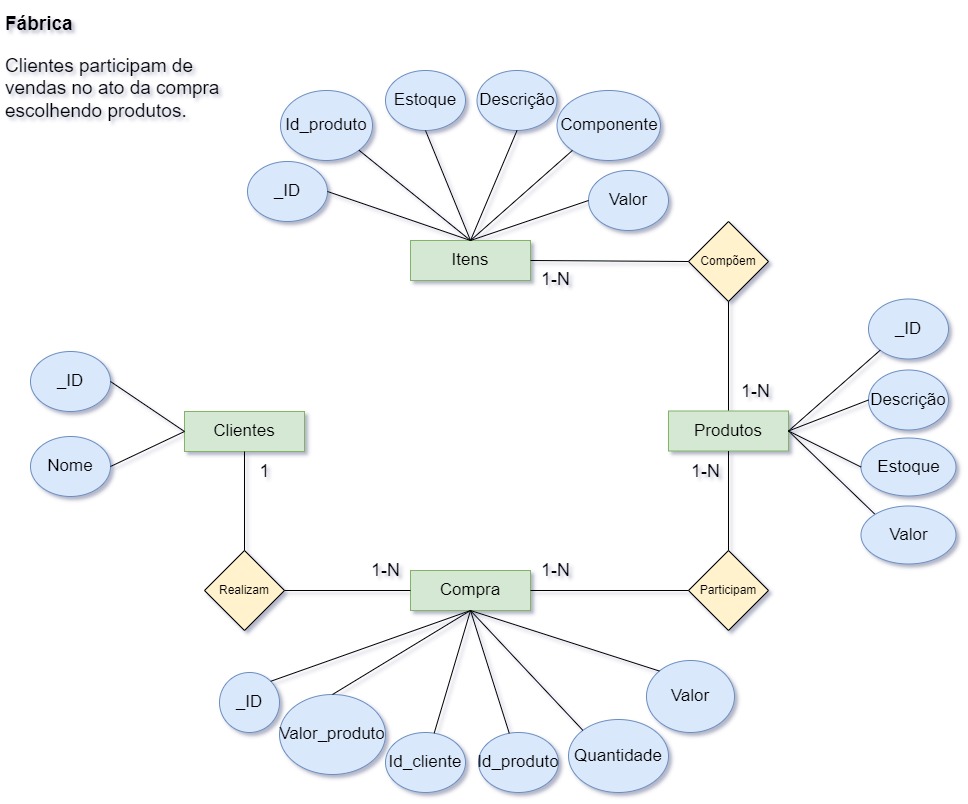 Fábrica
Clientes participam de
vendas no ato da compra
escolhendo produtos.
Estoque
Descrição
Id_produto
Componente
_ID
Valor
Itens
Compõem
1-N
_ID
1-N
Descrição
_ID
Clientes
Produtos
Nome
Estoque
1
1-N
Valor
1-N
1-N
Realizam
Compra
Participam
_ID
Valor
Valor_produto
Id_cliente
Id_produto
Quantidade